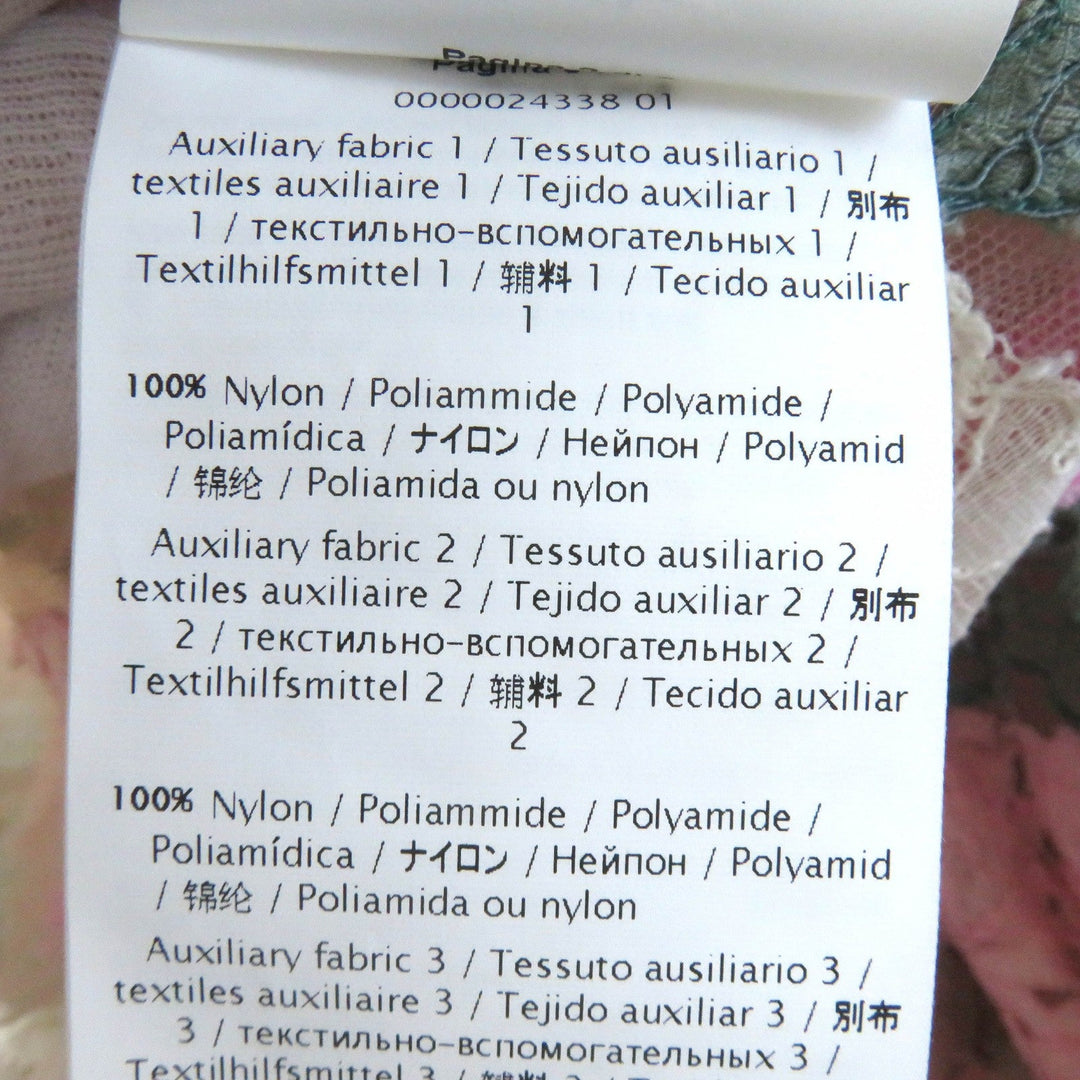 0000024338 01
Auxiliary fabric 1 / Tessuto ausiliario 1 /
textiles auxiliaire 1 / Tejido auxiliar 1 / 別布
1 / текстильно-вспомогательных 1 /
Textilhilfsmittel 1 / 辅料 1 / Tecido auxiliar
1
100% Nylon / Poliammide / Polyamide /
Poliamídica / ナイロン / Нейпон / Polyamid
/ 锦纶 / Poliamida ou nylon
Auxiliary fabric 2 / Tessuto ausiliario 2 /
textiles auxiliaire 2 / Tejido auxiliar 2 / 別布
2 / текстильно-вспомогательных 2 /
Textilhilfsmittel 2 / 辅料 2 / Tecido auxiliar
2
100% Nylon / Poliammide / Polyamide /
Poliamídica / ナイロン / Нейпон / Polyamid
/ 锦纶 / Poliamida ou nylon
Auxiliary fabric 3 / Tessuto ausiliario 3 /
textiles auxiliaire 3 / Tejido auxiliar 3 / 別布
3 / текстильно-вспомогательных 3 /
Textilhilfsmittel 3 /